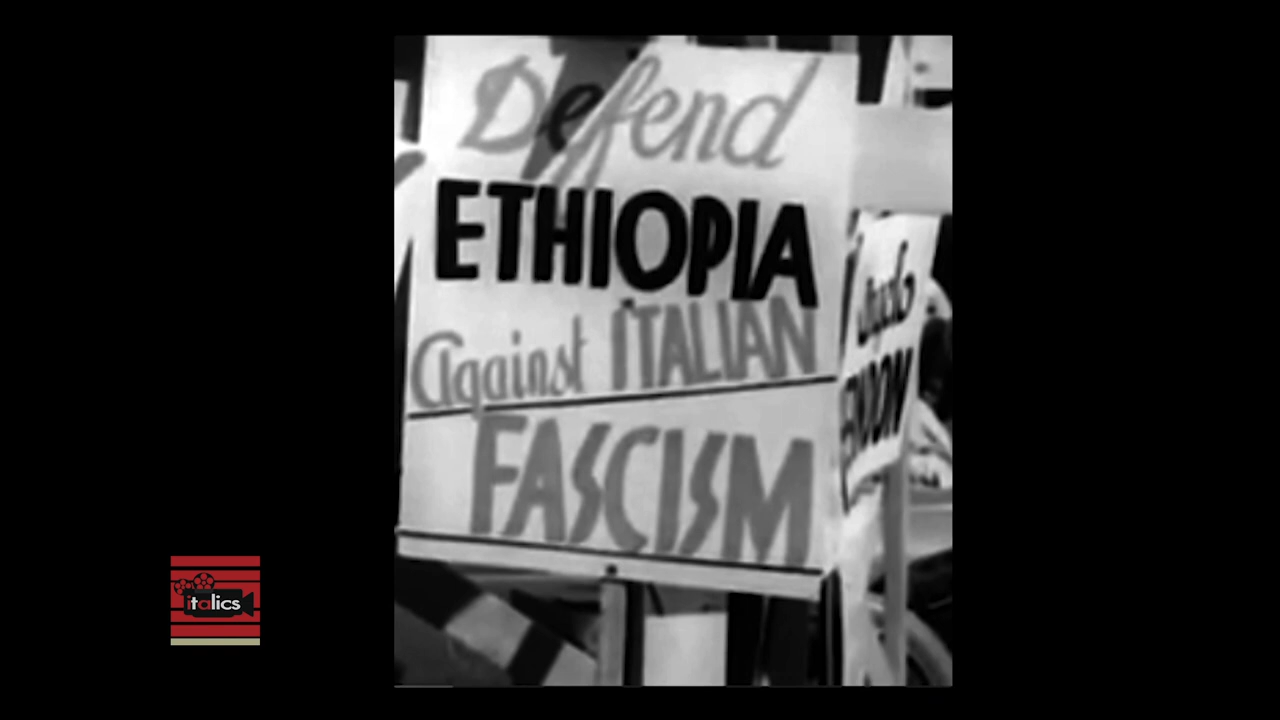 Defend
ETHIOPIA
Against ITALIAN
FASCISM
italics